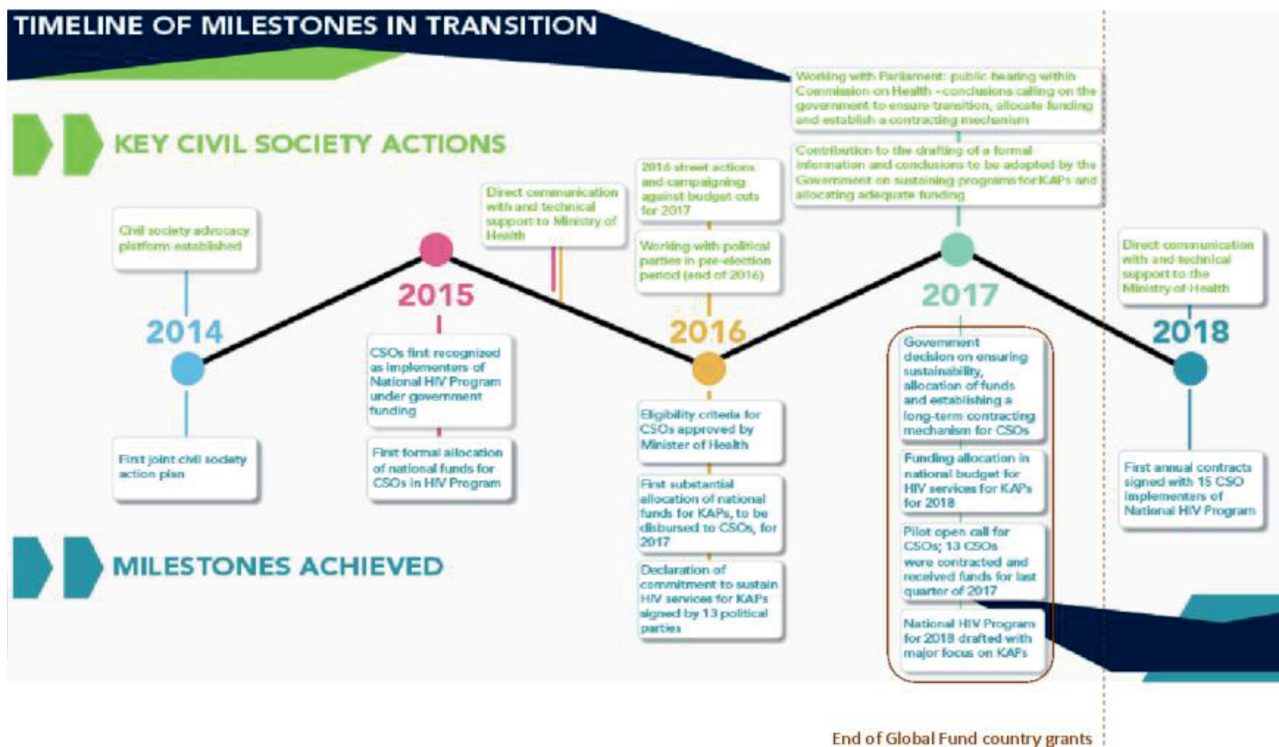 TIMELINE OF MILESTONES IN TRANSITION
KEY CIVIL SOCIETY ACTIONS
Civil society advocacy
platform established
Direct communication
with and technical
support to Ministry of
Health
2016 street actions
and campaigning
against budget cuts
for 2017
Working with political
parties in pre-election
period (end of 2016)
Working with Parliament: public hearing within
Commission on Health - conclusions calling on the
government to ensure transition, allocate funding
and establish a contracting mechanism
Contribution to the drafting of a formal
information and conclusions to be adopted by the
Government on sustaining programs for KAPs and
allocating adequate funding
Direct communication
with and technical
support to the
Ministry of Health
2014
2015
2016
2017
2018
First joint civil society
action plan
CSOs first recognized
as implementers of
National HIV Program
under government
funding
First formal allocation
of national funds for
CSOs in HIV Program
Eligibility criteria for
CSOs approved by
Minister of Health
First substantial
allocation of national
funds for KAPs, to be
disbursed to CSOs, for
2017
Declaration of
commitment to sustain
HIV services for KAPs
signed by 13 political
parties
Government
decision on ensuring
sustainability,
allocation of funds
and establishing a
long-term contracting
mechanism for CSOs
Funding allocation in
national budget for
HIV services for KAPs
for 2018
Pilot open call for
CSOs; 13 CSOs
were contracted and
received funds for last
quarter of 2017
National HIV Program
for 2018 drafted with
major focus on KAPs
First annual contracts
signed with 15 CSO
implementers of
National HIV Program
MILESTONES ACHIEVED
End of Global Fund country grants